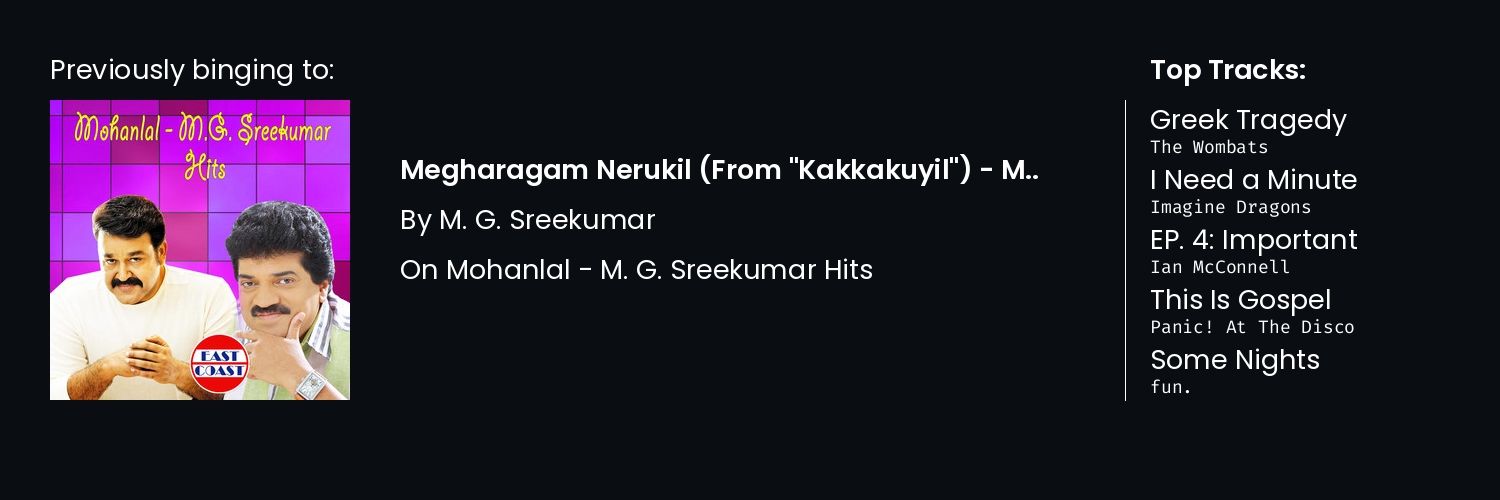 Previously binging to:
Mohanlal - M.G. Sreekumar
Hits
EAST
COAST
Megharagam Nerukil (From "Kakkakuyil") - M..
By M. G. Sreekumar
On Mohanlal - M. G. Sreekumar Hits
Top Tracks:
Greek Tragedy
The Wombats
I Need a Minute
Imagine Dragons
EP. 4: Important
Ian McConnell
This Is Gospel
Panic! At The Disco
Some Nights
fun.